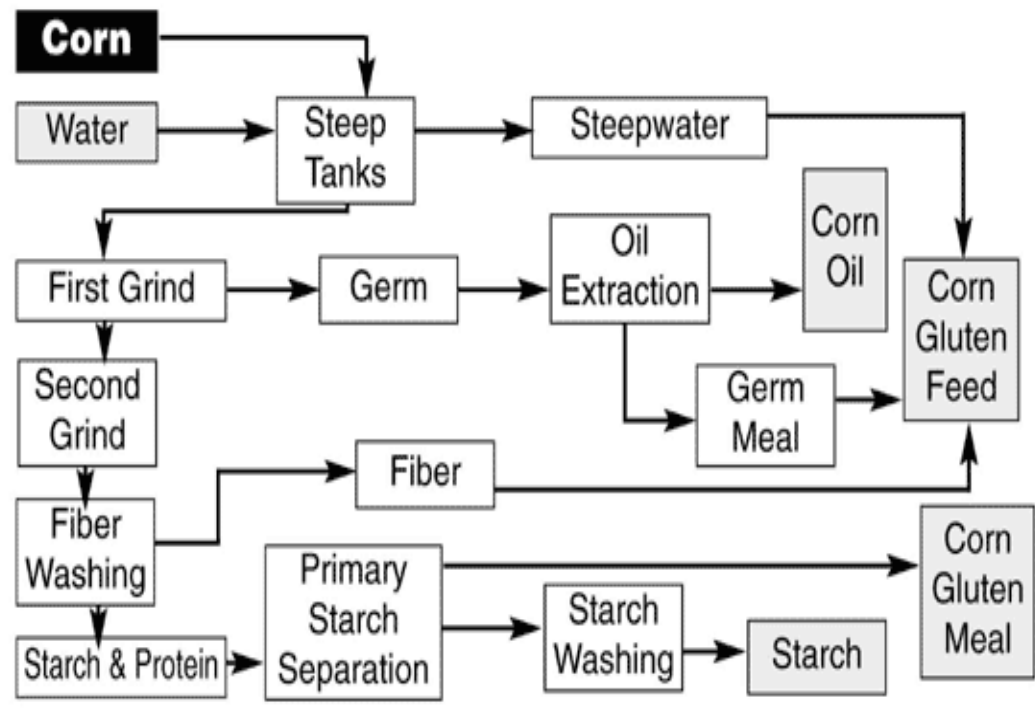 Corn
Water
Steep
Tanks
Steepwater
Corn
Oil
First Grind
Germ
Oil
Extraction
Corn
Gluten
Feed
Second
Grind
Germ
Meal
Fiber
Fiber
Washing
Primary
Starch
Separation
Starch
Washing
Corn
Gluten
Meal
Starch & Protein
Starch